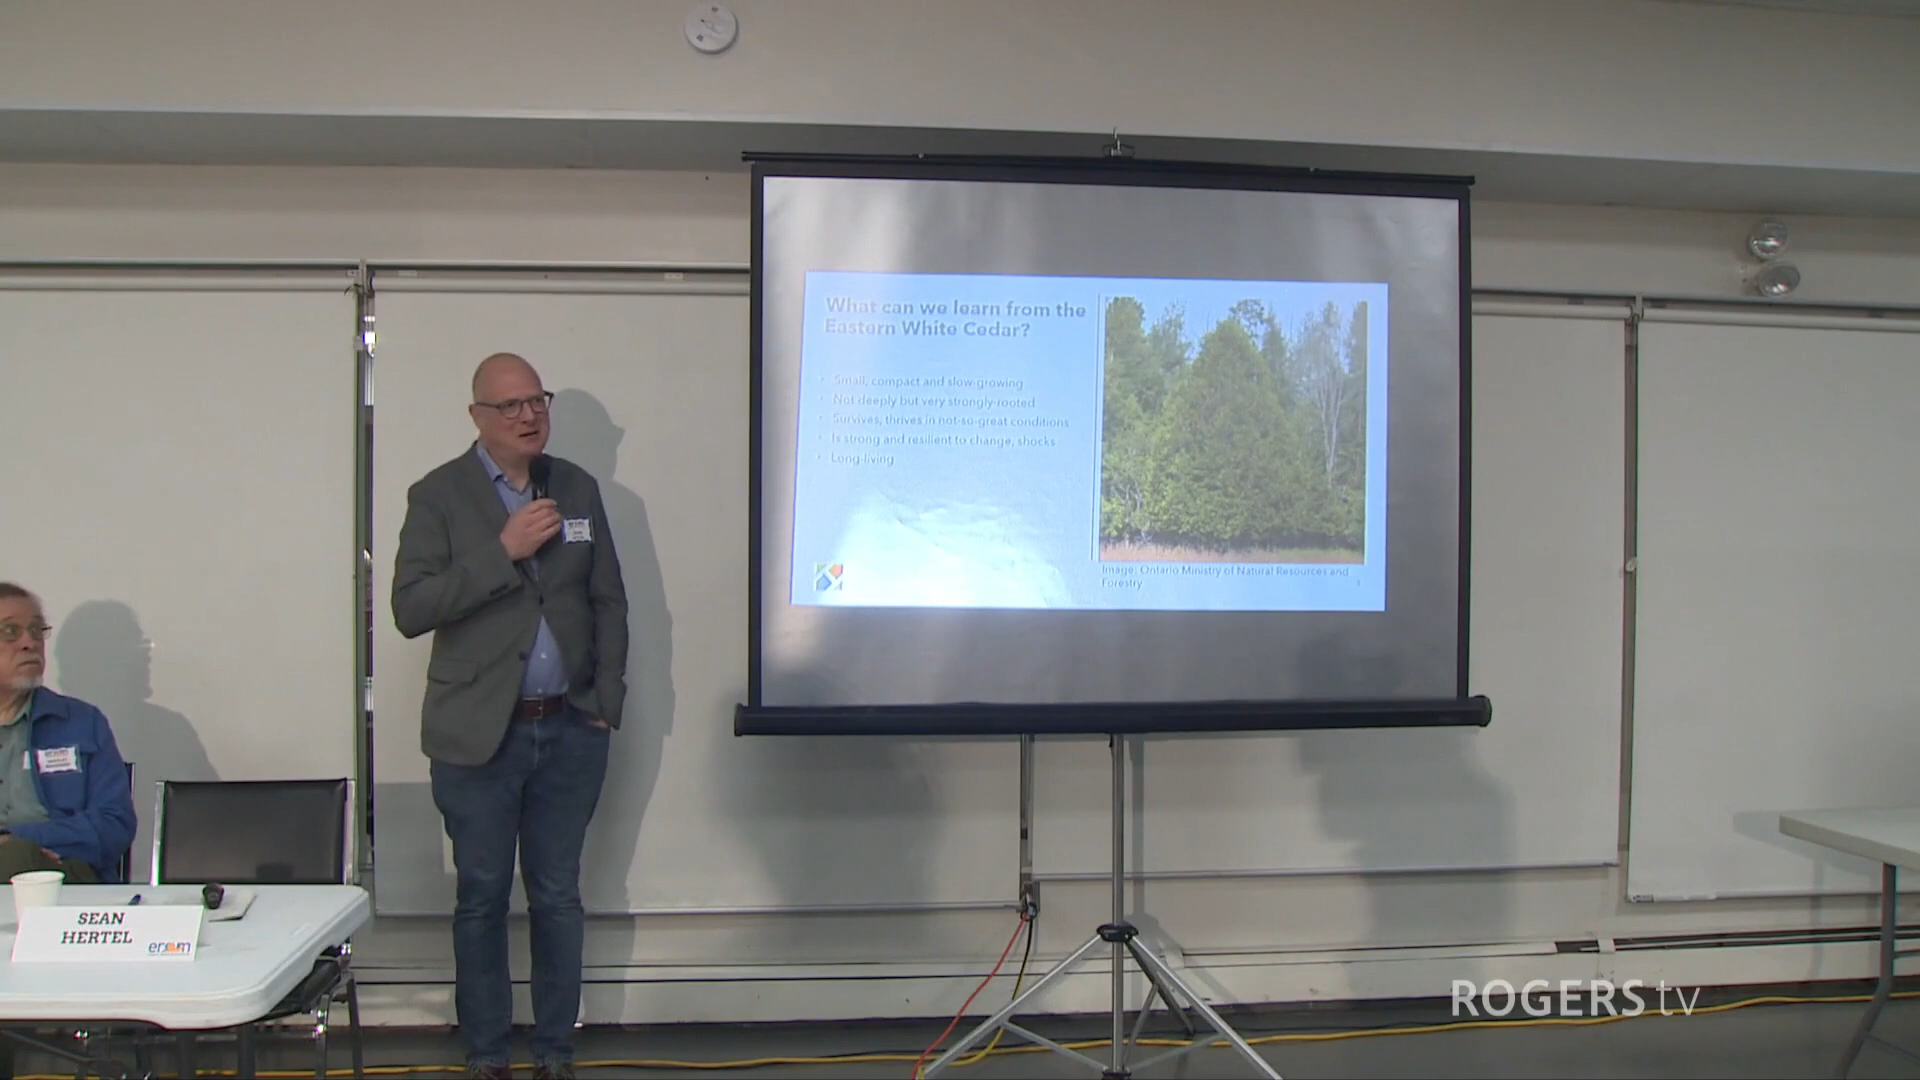 What can we learn from the
Eastern White Cedar?
• Small, compact and slow-growing
• Not deeply but very strongly-rooted
• Survives, thrives in not-so-great conditions
• Is strong and resilient to change, shocks
• Long-living
Image: Ontario Ministry of Natural Resources and
Forestry
SEAN
HERTEL
ROGERS tv